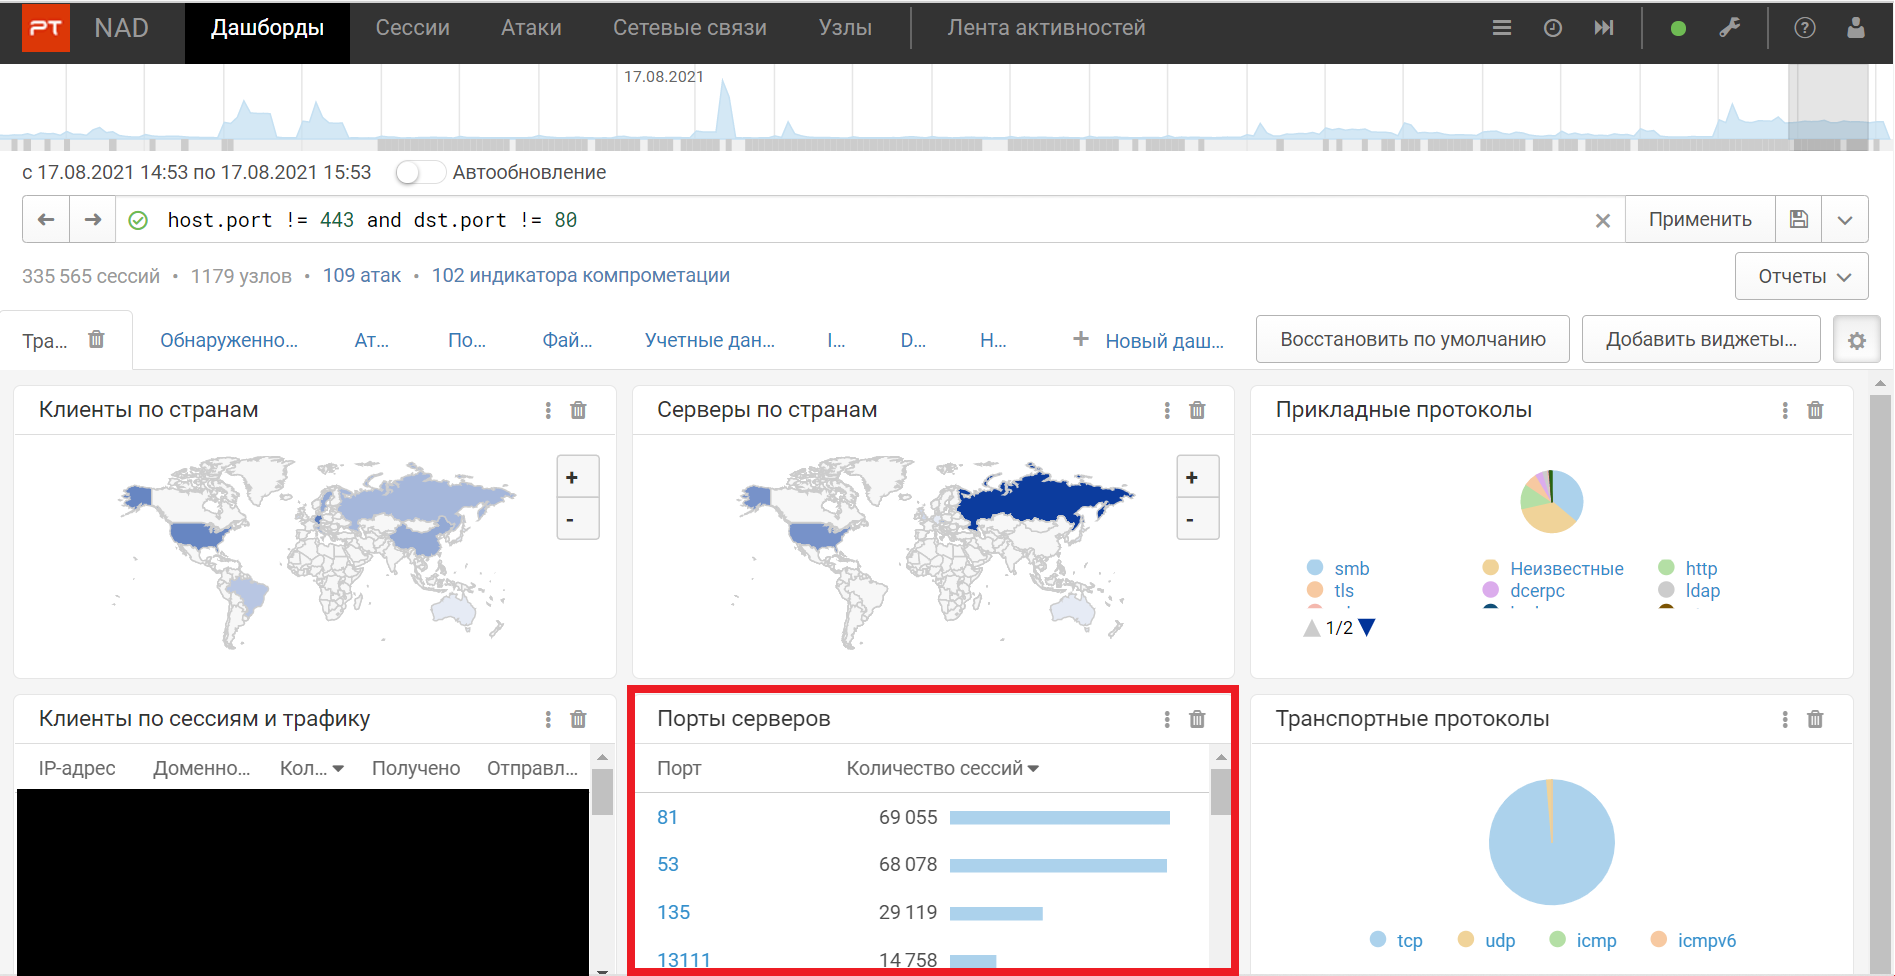 PT NAD Дашборды Сессии Атаки Сетевые связи Узлы Лента активностей
17.08.2021
с 17.08.2021 14:53 по 17.08.2021 15:53 Автообновление
host.port != 443 and dst.port != 80 Применить
335 565 сессий • 1179 узлов • 109 атак • 102 индикатора компрометации Отчеты
Тра... Обнаруженно... Ат... По... Фай... Учетные дан... I... D... Н... + Новый даш... Восстановить по умолчанию Добавить виджеты...
Клиенты по странам
+
-
Серверы по странам
+
-
Прикладные протоколы
smb Неизвестные http
tls dcerpc ldap
1/2
Клиенты по сессиям и трафику
IP-адрес Доменно... Кол... Получено Отправл...
Порты серверов
Порт Количество сессий
81 69 055
53 68 078
135 29 119
13111 14 758
Транспортные протоколы
tcp udp icmp icmpv6